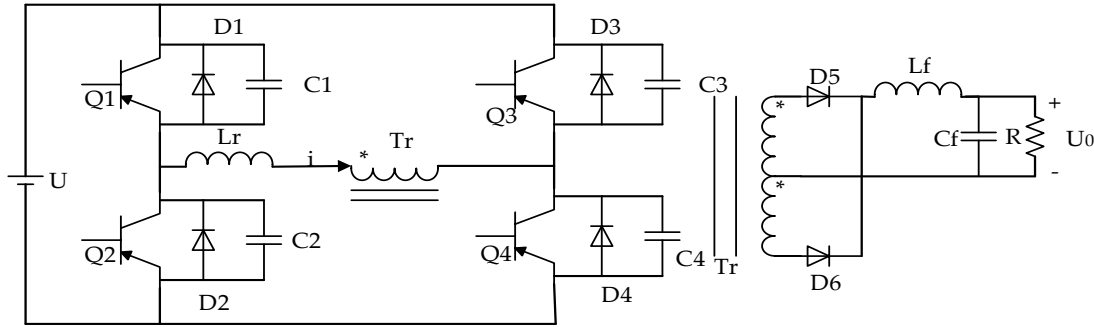 D1
D3
D5
Lf
Q1
C1
Q3
C3
*
+
Lr
i
*
Tr
Cf
R
U0
U
*
-
Q2
C2
Q4
C4
Tr
D6
D2
D4